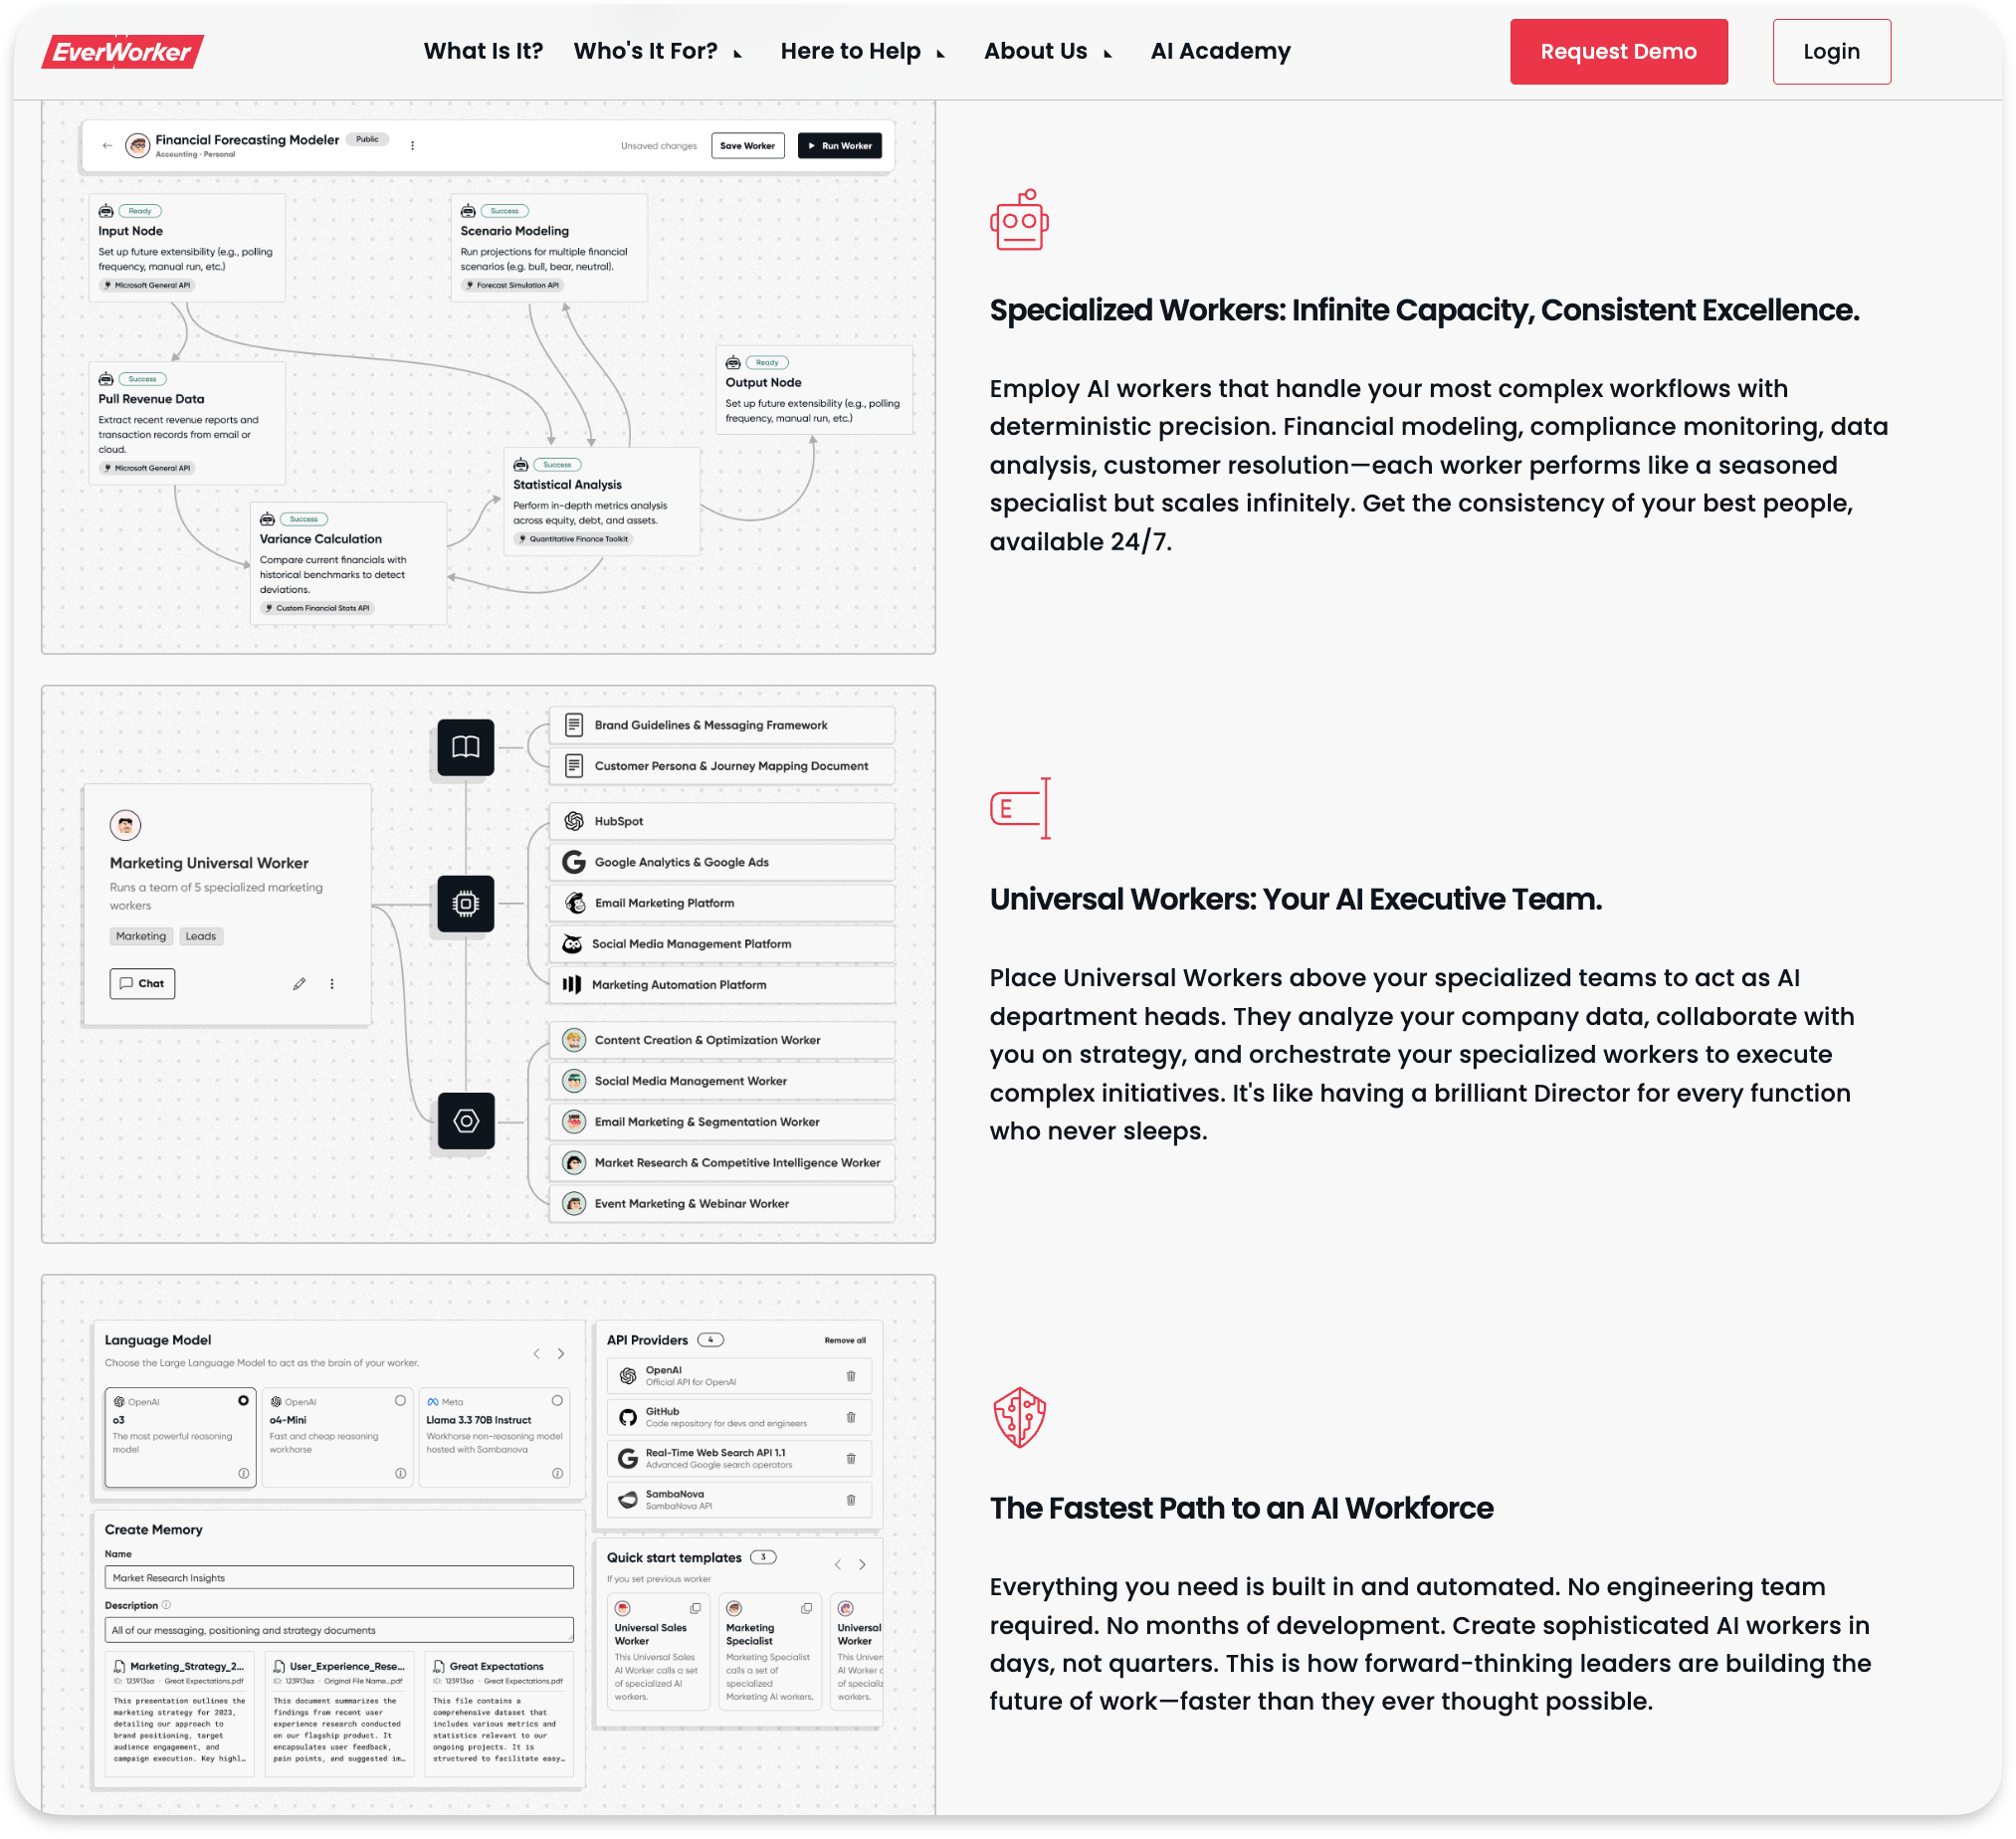 EverWorker
What Is It?
Who's It For?
Here to Help
About Us
AI Academy
Request Demo
Login
Financial Forecasting Modeler
Public
Accounting · Personal
Unsaved changes
Save Worker
Run Worker
Ready
Input Node
Set up future extensibility (e.g., polling
frequency, manual run, etc.)
Microsoft General API
Success
Scenario Modeling
Run projections for multiple financial
scenarios (e.g. bull, bear, neutral).
Forecast Simulation API
Success
Pull Revenue Data
Extract recent revenue reports and
transaction records from email or
cloud.
Microsoft General API
Ready
Output Node
Set up future extensibility (e.g., polling
frequency, manual run, etc.)
Success
Statistical Analysis
Perform in-depth metrics analysis
across equity, debt, and assets.
Quantitative Finance Toolkit
Success
Variance Calculation
Compare current financials with
historical benchmarks to detect
deviations.
Custom Financial Stats API
Specialized Workers: Infinite Capacity, Consistent Excellence.
Employ AI workers that handle your most complex workflows with
deterministic precision. Financial modeling, compliance monitoring, data
analysis, customer resolution—each worker performs like a seasoned
specialist but scales infinitely. Get the consistency of your best people,
available 24/7.
Marketing Universal Worker
Runs a team of 5 specialized marketing
workers
Marketing
Leads
Chat
Brand Guidelines & Messaging Framework
Customer Persona & Journey Mapping Document
HubSpot
Google Analytics & Google Ads
Email Marketing Platform
Social Media Management Platform
Marketing Automation Platform
Content Creation & Optimization Worker
Social Media Management Worker
Email Marketing & Segmentation Worker
Market Research & Competitive Intelligence Worker
Event Marketing & Webinar Worker
E
Universal Workers: Your AI Executive Team.
Place Universal Workers above your specialized teams to act as AI
department heads. They analyze your company data, collaborate with
you on strategy, and orchestrate your specialized workers to execute
complex initiatives. It's like having a brilliant Director for every function
who never sleeps.
Language Model
Choose the Large Language Model to act as the brain of your worker.
OpenAI
o3
The most powerful reasoning
model
OpenAI
o4-Mini
Fast and cheap reasoning
workhorse
Meta
Llama 3.3 70B Instruct
Workhorse non-reasoning model
hosted with Sambanova
Create Memory
Name
Market Research Insights
Description
All of our messaging, positioning and strategy documents
Marketing_Strategy_2...
ID: 123913sa · Great Expectations.pdf
This presentation outlines the
marketing strategy for 2023,
detailing our approach to
brand positioning, target
audience engagement, and
campaign execution. Key highl…
User_Experience_Rese...
ID: 123913sa · Original File Name...pdf
This document summarizes the
findings from recent user
experience research conducted
on our flagship product. It
encapsulates user feedback,
pain points, and suggested im…
Great Expectations
ID: 123913sa · Great Expectations.pdf
This file contains a
comprehensive dataset that
includes various metrics and
statistics relevant to our
ongoing projects. It is
structured to facilitate easy…
API Providers
4
Remove all
OpenAI
Official API for OpenAI
GitHub
Code repository for devs and engineers
Real-Time Web Search API 1.1
Advanced Google search operators
SambaNova
SambaNova API
Quick start templates
3
If you set previous worker
Universal Sales
Worker
This Universal Sales
AI Worker calls a set
of specialized AI
workers.
Marketing
Specialist
Marketing Specialist
calls a set of
specialized
Marketing AI workers.
Universal
Worker
This Univer
AI Worker c
of specializ
workers.
The Fastest Path to an AI Workforce
Everything you need is built in and automated. No engineering team
required. No months of development. Create sophisticated AI workers in
days, not quarters. This is how forward-thinking leaders are building the
future of work—faster than they ever thought possible.